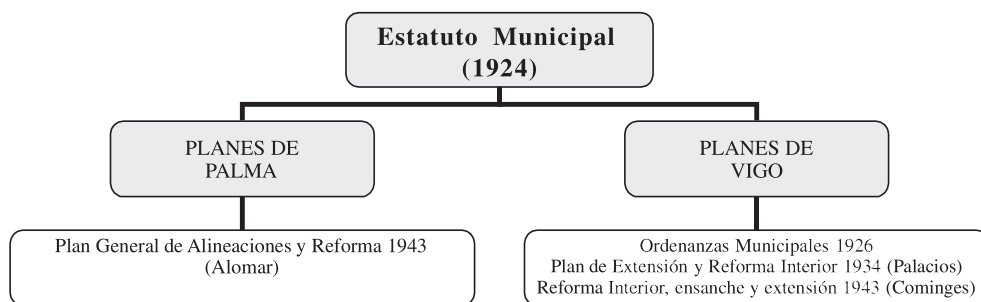 Estatuto Municipal
(1924)
PLANES DE
PALMA
PLANES DE
VIGO
Plan General de Alineaciones y Reforma 1943
(Alomar)
Ordenanzas Municipales 1926
Plan de Extensión y Reforma Interior 1934 (Palacios)
Reforma Interior, ensanche y extensión 1943 (Cominges)